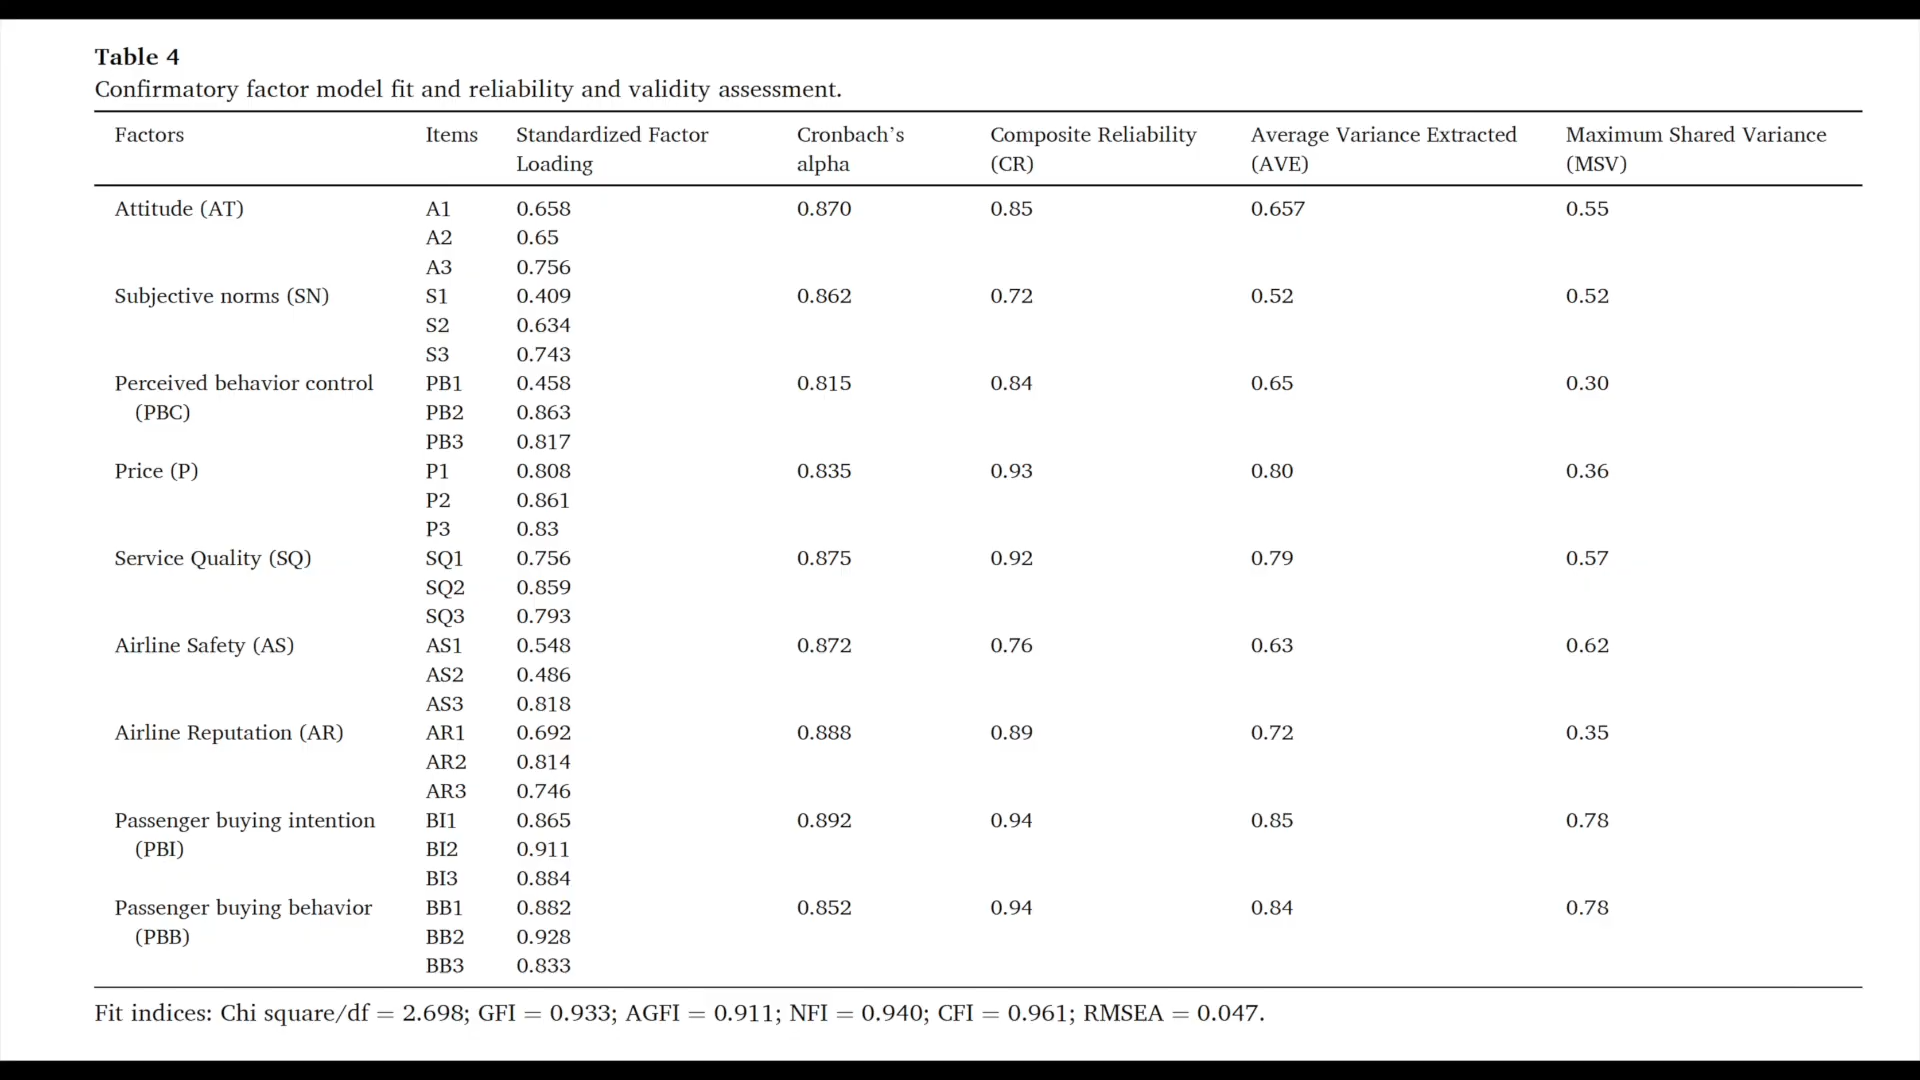 Table 4
Confirmatory factor model fit and reliability and validity assessment.
Factors Items Standardized Factor Loading Cronbach’s alpha Composite Reliability (CR) Average Variance Extracted (AVE) Maximum Shared Variance (MSV)
Attitude (AT) A1 0.658 0.870 0.85 0.657 0.55
A2 0.65
A3 0.756
Subjective norms (SN) S1 0.409 0.862 0.72 0.52 0.52
S2 0.634
S3 0.743
Perceived behavior control PB1 0.458 0.815 0.84 0.65 0.30
(PBC) PB2 0.863
PB3 0.817
Price (P) P1 0.808 0.835 0.93 0.80 0.36
P2 0.861
P3 0.83
Service Quality (SQ) SQ1 0.756 0.875 0.92 0.79 0.57
SQ2 0.859
SQ3 0.793
Airline Safety (AS) AS1 0.548 0.872 0.76 0.63 0.62
AS2 0.486
AS3 0.818
Airline Reputation (AR) AR1 0.692 0.888 0.89 0.72 0.35
AR2 0.814
AR3 0.746
Passenger buying intention BI1 0.865 0.892 0.94 0.85 0.78
(PBI) BI2 0.911
BI3 0.884
Passenger buying behavior BB1 0.882 0.852 0.94 0.84 0.78
(PBB) BB2 0.928
BB3 0.833
Fit indices: Chi square/df = 2.698; GFI = 0.933; AGFI = 0.911; NFI = 0.940; CFI = 0.961; RMSEA = 0.047.